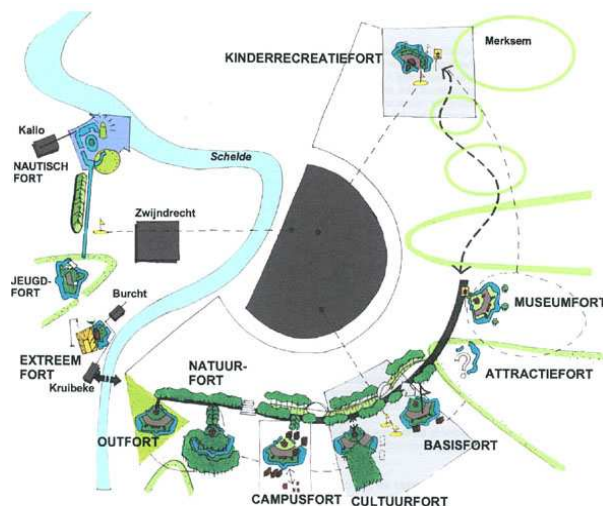 Merksem
KINDERRECREATIEFORT
Kallo
NAUTISCH
FORT
Schelde
Zwijndrecht
JEUGD-
FORT
Burcht
MUSEUMFORT
EXTREEM
FORT
Kruibeke
NATUUR-
FORT
ATTRACTIEFORT
OUTFORT
BASISFORT
CAMPUSFORT
CULTUURFORT